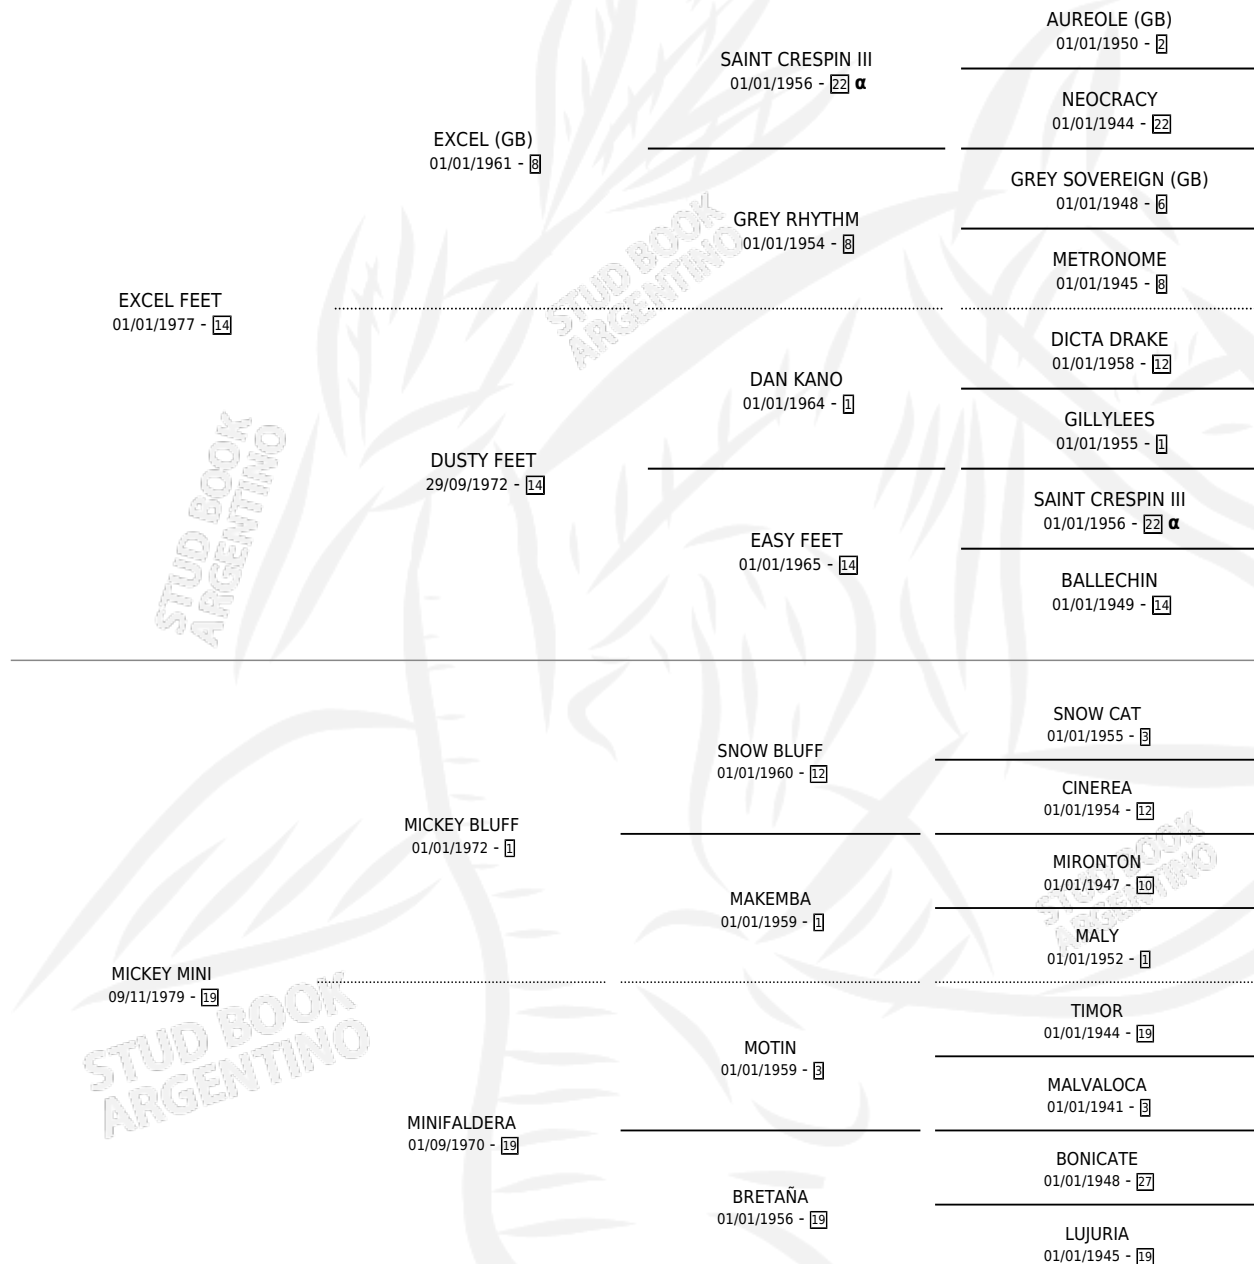 AUREOLE (GB)
01/01/1950 - 2
SAINT CRESPIN III
01/01/1956 - 22 α
NEOCRACY
01/01/1944 - 22
EXCEL (GB)
01/01/1961 - 8
GREY SOVEREIGN (GB)
01/01/1948 - 6
GREY RHYTHM
01/01/1954 - 8
METRONOME
01/01/1945 - 8
EXCEL FEET
01/01/1977 - 14
STUD BOOK
ARGENTINO
DICTA DRAKE
01/01/1958 - 12
DAN KANO
01/01/1964 - 1
GILLYLEES
01/01/1955 - 1
DUSTY FEET
29/09/1972 - 14
SAINT CRESPIN III
01/01/1956 - 22 α
EASY FEET
01/01/1965 - 14
BALLECHIN
01/01/1949 - 14
STUD BOOK
ARGENTINO
SNOW CAT
01/01/1955 - 3
SNOW BLUFF
01/01/1960 - 12
CINEREA
01/01/1954 - 12
MICKEY BLUFF
01/01/1972 - 1
MIRONTON
01/01/1947 - 10
MAKEMBA
01/01/1959 - 1
MALY
01/01/1952 - 1
STUD BOOK
ARGENTINO
MICKEY MINI
09/11/1979 - 19
STUD BOOK
ARGENTINO
TIMOR
01/01/1944 - 19
MOTIN
01/01/1959 - 3
MALVALOCA
01/01/1941 - 3
MINIFALDERA
01/09/1970 - 19
BONICATE
01/01/1948 - 27
BRETAÑA
01/01/1956 - 19
LUJURIA
01/01/1945 - 19